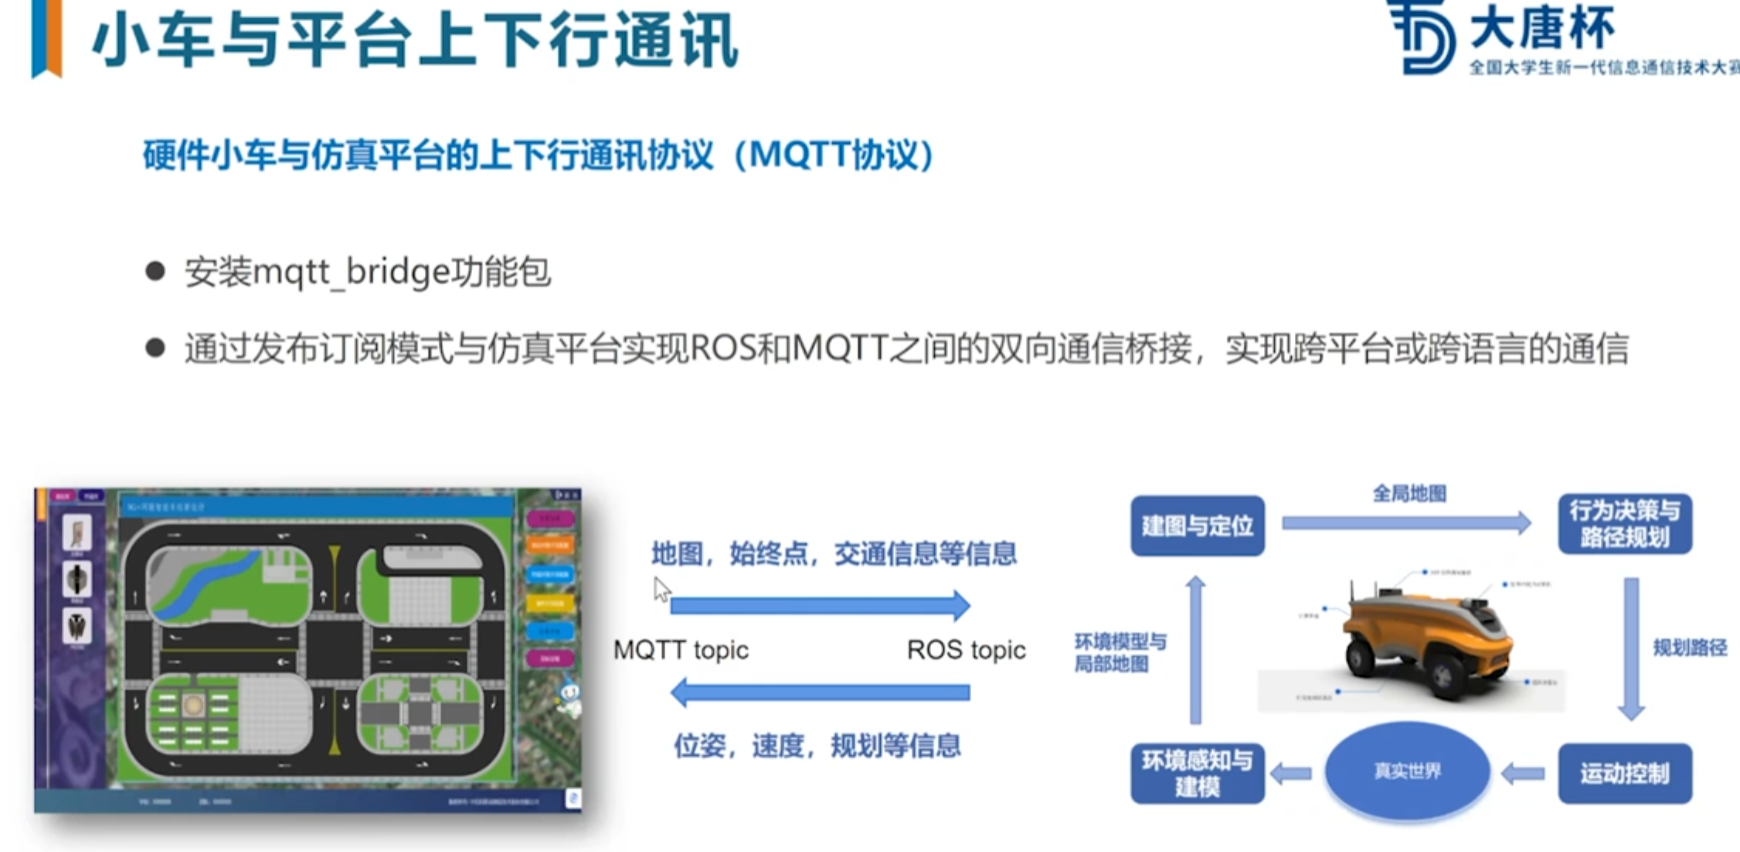 小车与平台上下行通讯
大唐杯
全国大学生新一代信息通信技术大赛
硬件小车与仿真平台的上下行通讯协议（MQTT协议）
● 安装mqtt_bridge功能包
● 通过发布订阅模式与仿真平台实现ROS和MQTT之间的双向通信桥接，实现跨平台或跨语言的通信
地图，始终点，交通信息等信息
MQTT topic
ROS topic
位姿，速度，规划等信息
建图与定位
全局地图
行为决策与
路径规划
环境模型与
局部地图
规划路径
环境感知与
建模
真实世界
运动控制